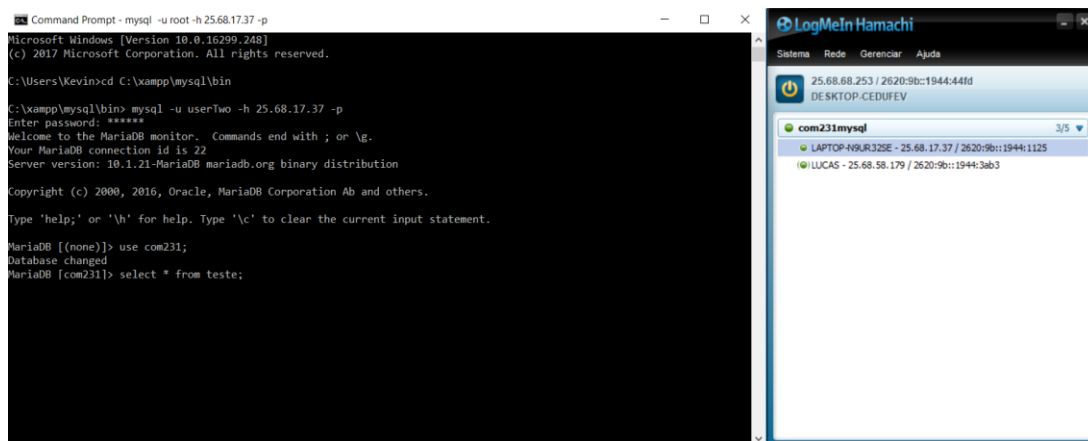 Command Prompt - mysql -u root -h 25.68.17.37 -p
Microsoft Windows [Version 10.0.16299.248]
(c) 2017 Microsoft Corporation. All rights reserved.
C:\Users\Kevin>cd C:\xampp\mysql\bin
C:\xampp\mysql\bin> mysql -u userTwo -h 25.68.17.37 -p
Enter password: ******
Welcome to the MariaDB monitor.  Commands end with ; or \g.
Your MariaDB connection id is 22
Server version: 10.1.21-MariaDB mariadb.org binary distribution
Copyright (c) 2000, 2016, Oracle, MariaDB Corporation Ab and others.
Type 'help;' or '\h' for help. Type '\c' to clear the current input statement.
MariaDB [(none)]> use com231;
Database changed
MariaDB [com231]> select * from teste;
LogMeIn Hamachi
Sistema Rede Gerenciar Ajuda
25.68.68.253 / 2620:9b::1944:44fd
DESKTOP-CEDUFEV
com231mysql 3/5
LAPTOP-N9UR32SE - 25.68.17.37 / 2620:9b::1944:1125
LUCAS - 25.68.58.179 / 2620:9b::1944:3ab3